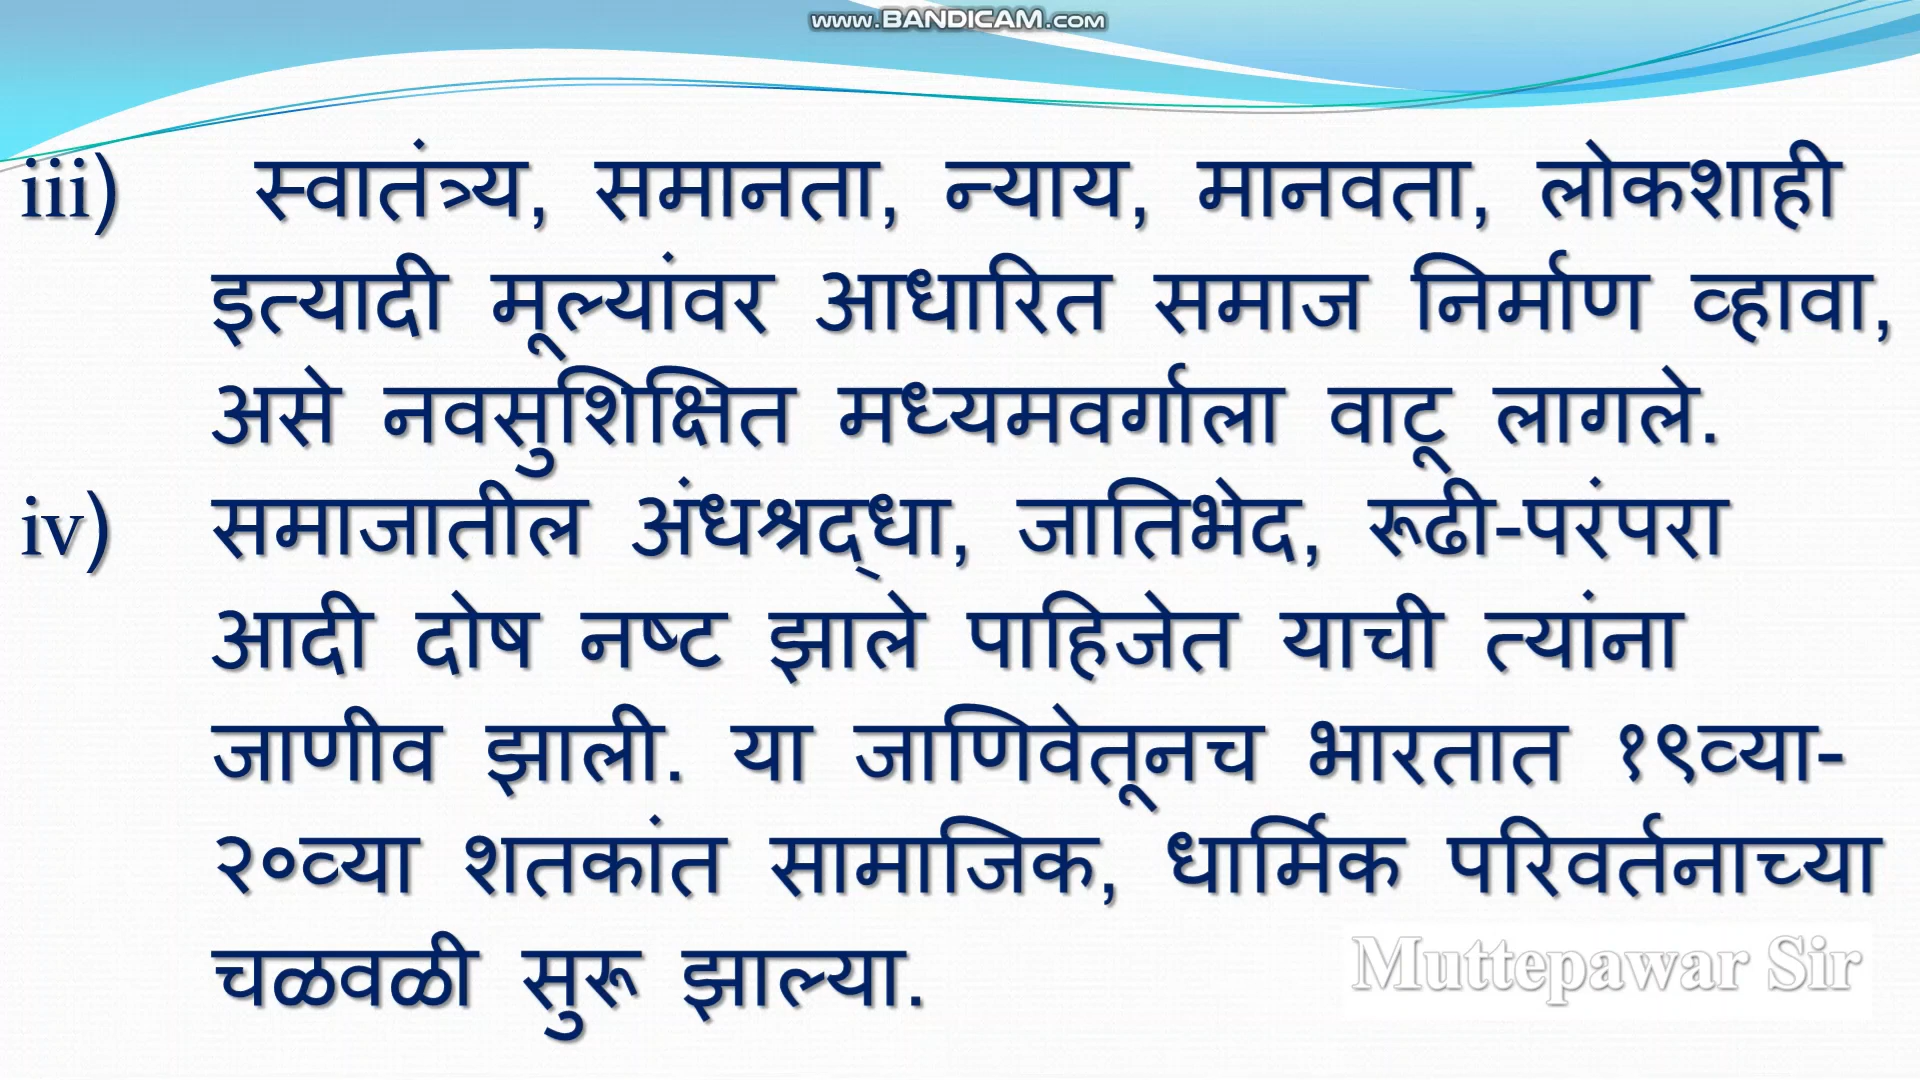 www.BANDICAM.com
iii) स्वातंत्र्य, समानता, न्याय, मानवता, लोकशाही
इत्यादी मूल्यांवर आधारित समाज निर्माण व्हावा,
असे नवसुशिक्षित मध्यमवर्गाला वाटू लागले.
iv) समाजातील अंधश्रद्‌धा, जातिभेद, रूढी-परंपरा
आदी दोष नष्ट झाले पाहिजेत याची त्यांना
जाणीव झाली. या जाणिवेतूनच भारतात १९व्या-
२०व्या शतकांत सामाजिक, धार्मिक परिवर्तनाच्या
चळवळी सुरू झाल्या.
Muttepawar Sir